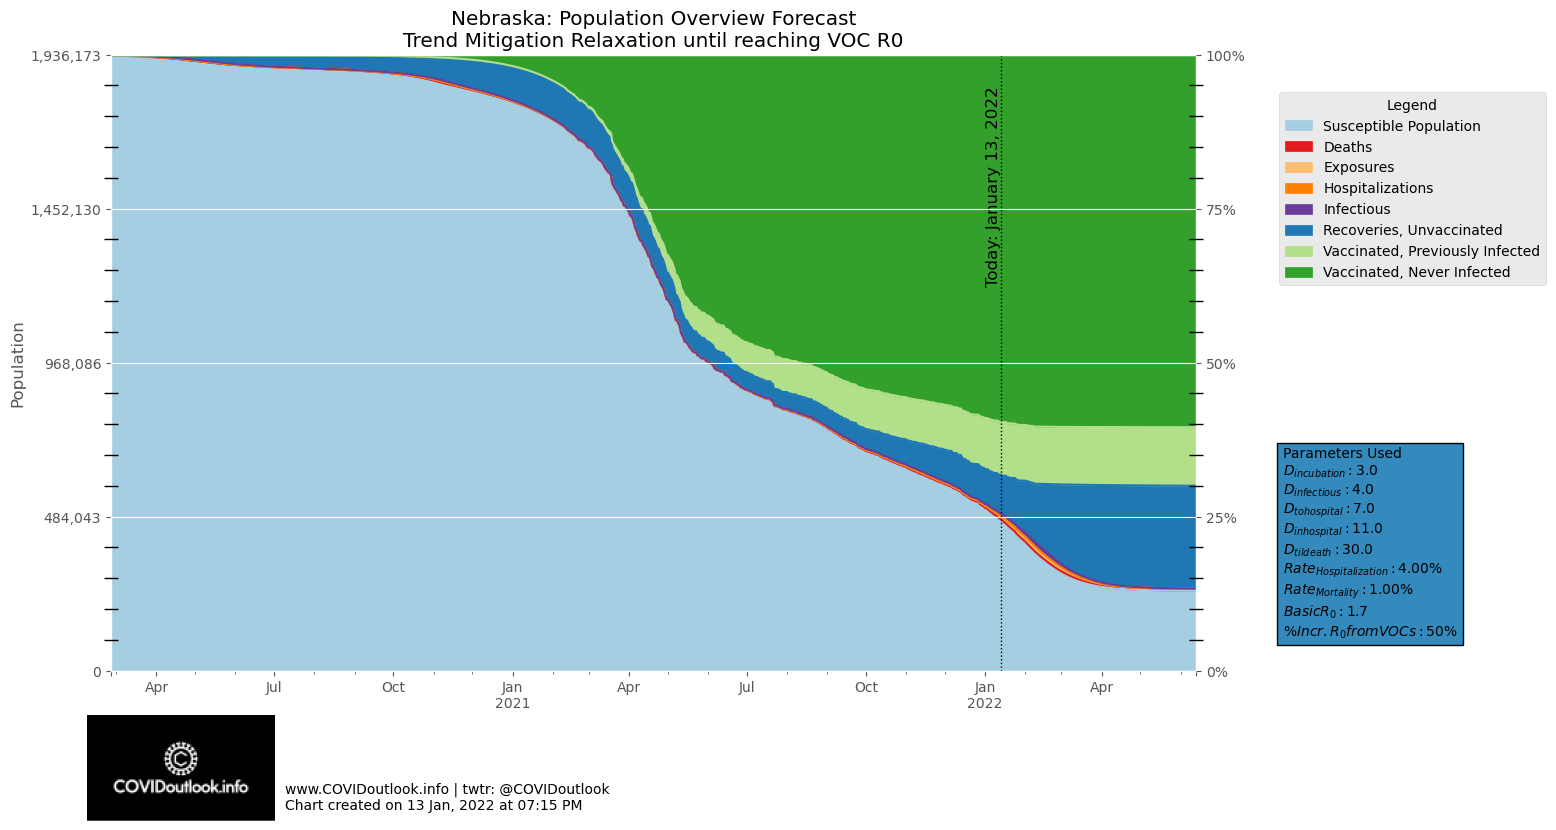 Nebraska: Population Overview Forecast
Trend Mitigation Relaxation until reaching VOC R0
1,936,173
1,452,130
968,086
484,043
0
Population
100%
75%
50%
25%
0%
Today: January 13, 2022
Apr
Jul
Oct
Jan
2021
Apr
Jul
Oct
Jan
2022
Apr
Legend
Susceptible Population
Deaths
Exposures
Hospitalizations
Infectious
Recoveries, Unvaccinated
Vaccinated, Previously Infected
Vaccinated, Never Infected
Parameters Used
D_incubation : 3.0
D_infectious : 4.0
D_tohospital : 7.0
D_inhospital : 11.0
D_tildeath : 30.0
Rate_Hospitalization : 4.00%
Rate_Mortality : 1.00%
BasicR_0 : 1.7
%Incr. R_0fromVOCs : 50%
COVIDoutlook.info
www.COVIDoutlook.info | twtr: @COVIDoutlook
Chart created on 13 Jan, 2022 at 07:15 PM